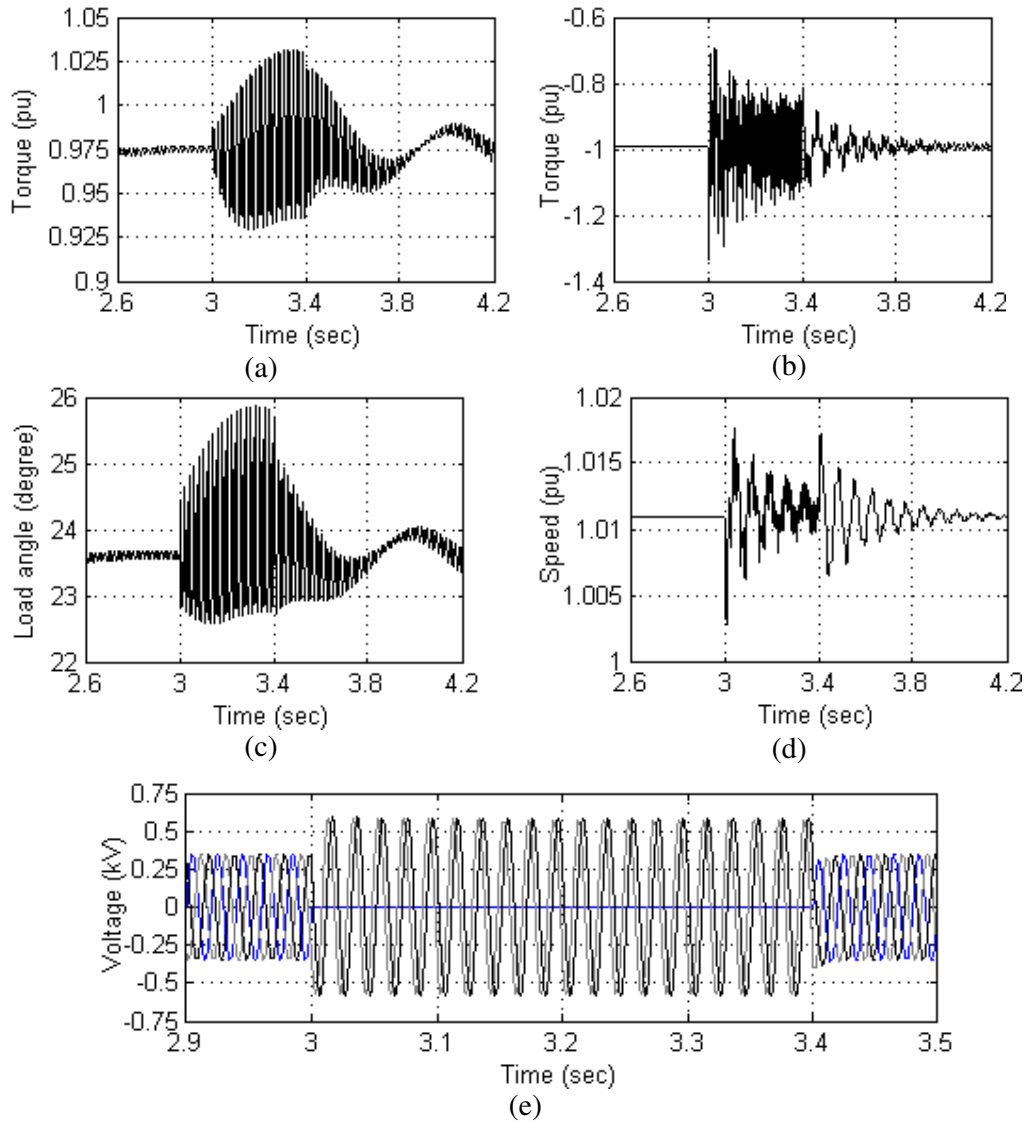 1.05
1.025
1
0.975
0.95
0.925
0.9
2.6 3 3.4 3.8 4.2
Torque (pu)
Time (sec)
(a)
-0.6
-0.8
-1
-1.2
-1.4
2.6 3 3.4 3.8 4.2
Torque (pu)
Time (sec)
(b)
26
25
24
23
22
2.6 3 3.4 3.8 4.2
Load angle (degree)
Time (sec)
(c)
1.02
1.015
1.01
1.005
1
2.6 3 3.4 3.8 4.2
Speed (pu)
Time (sec)
(d)
0.75
0.5
0.25
0
-0.25
-0.5
-0.75
2.9 3 3.1 3.2 3.3 3.4 3.5
Voltage (kV)
Time (sec)
(e)